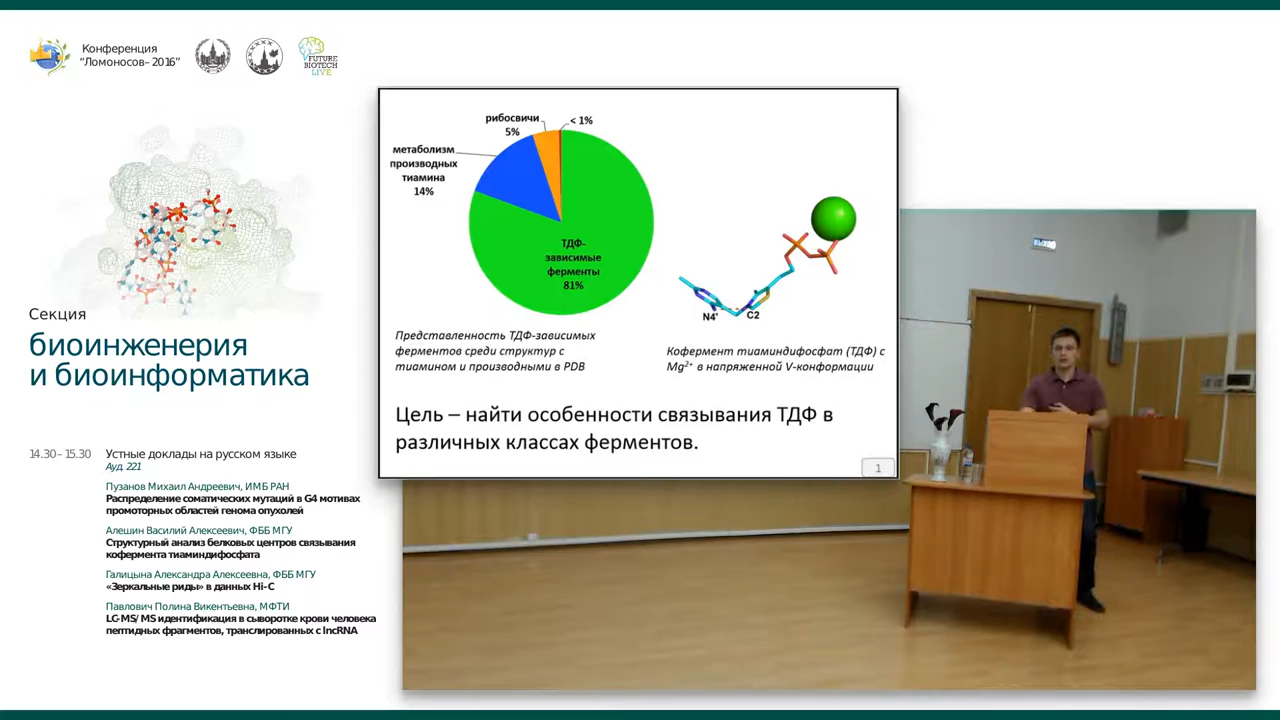 Конференция
“Ломоносов– 2016”
FUTURE
BIOTECH
LIVE
Секция
биоинженерия
и биоинформатика
14.30– 15.30 Устные доклады на русском языке
Ауд. 221
Пузанов Михаил Андреевич, ИМБ РАН
Распределение соматических мутаций в G4 мотивах
промоторных областей генома опухолей
Алешин Василий Алексеевич, ФББ МГУ
Структурный анализ белковых центров связывания
кофермента тиаминдифосфата
Галицына Александра Алексеевна, ФББ МГУ
«Зеркальные риды» в данных Hi-C
Павлович Полина Викентьевна, МФТИ
LC-MS/ MS идентификация в сыворотке крови человека
пептидных фрагментов, транслированных с lncRNA
рибосвичи
5%
< 1%
метаболизм
производных
тиамина
14%
ТДФ-
зависимые
ферменты
81%
N4'
C2
Представленность ТДФ-зависимых
ферментов среди структур с
тиамином и производными в PDB
Кофермент тиаминдифосфат (ТДФ) с
Mg²⁺ в напряженной V-конформации
Цель – найти особенности связывания ТДФ в
различных классах ферментов.
1